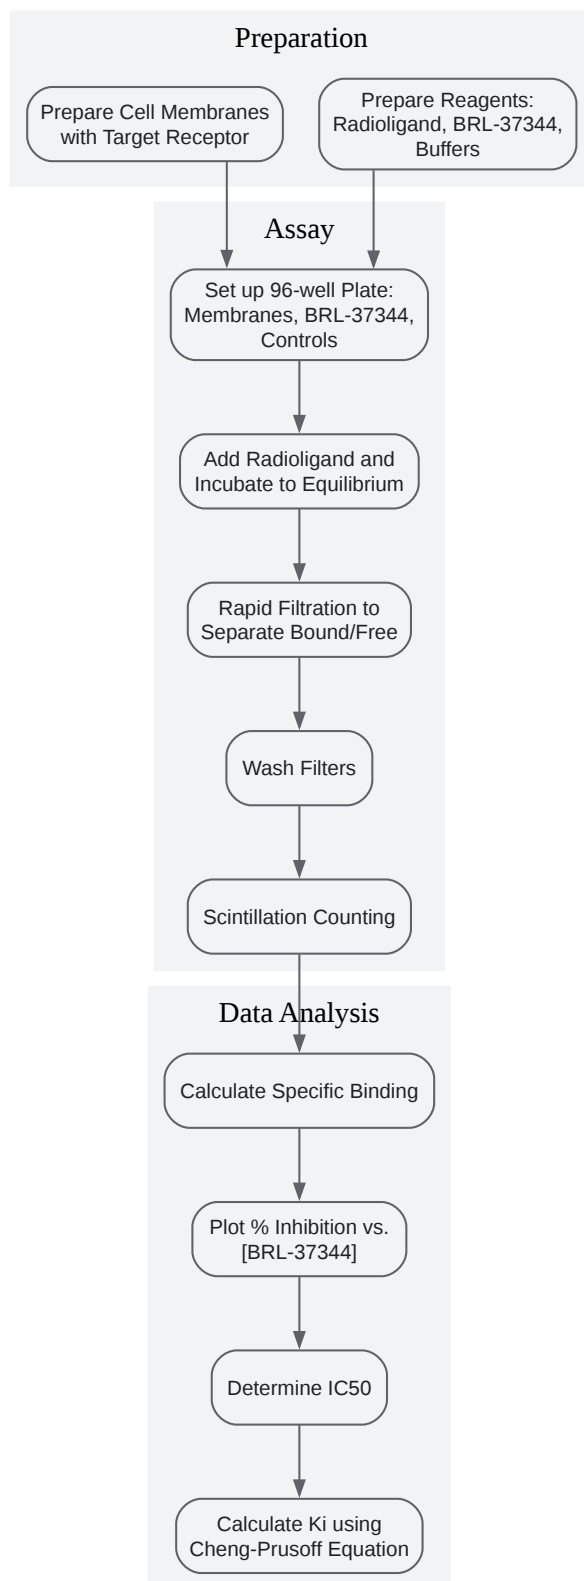 Preparation
Prepare Cell Membranes
with Target Receptor
Prepare Reagents:
Radioligand, BRL-37344,
Buffers
Assay
Set up 96-well Plate:
Membranes, BRL-37344,
Controls
Add Radioligand and
Incubate to Equilibrium
Rapid Filtration to
Separate Bound/Free
Wash Filters
Scintillation Counting
Data Analysis
Calculate Specific Binding
Plot % Inhibition vs.
[BRL-37344]
Determine IC50
Calculate Ki using
Cheng-Prusoff Equation